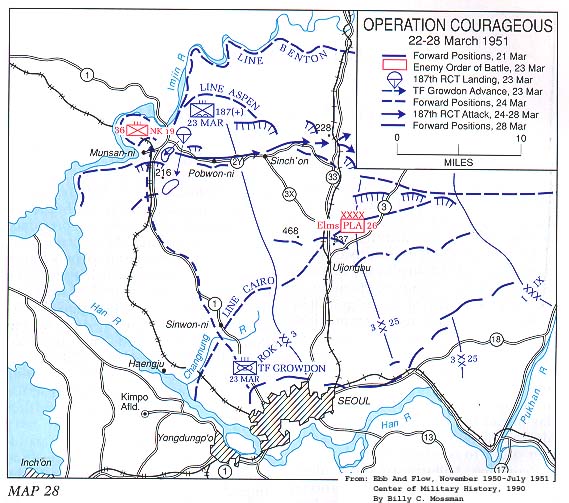 OPERATION COURAGEOUS
22-28 March 1951
Forward Positions, 21 Mar
Enemy Order of Battle, 23 Mar
187th RCT Landing, 23 Mar
TF Growdon Advance, 23 Mar
Forward Positions, 24 Mar
187th RCT Attack, 24-28 Mar
Forward Positions, 28 Mar
0 10
MILES
Imjin R
LINE BENTON
1
LINE ASPEN
187(+)
23 MAR
36 NK 19
228
Munsan-ni
2Y
Sinch'on
216
Pobwon-ni
33
3X
3
XXXX
Elms PLA 26
468
337
Uijongbu
LINE CAIRO
I XXX IX
Han R
1
3 25
Sinwon-ni
Changnung R
ROK 1 3
3 25
18
Haengju
TF GROWDON
23 MAR
Kimpo
Afld.
SEOUL
Pukhan R
Yongdungp'o
Han R
13
17
Inch'on
1
MAP 28
From: Ebb And Flow, November 1950-July 1951
Center of Military History, 1990
By Billy C. Mossman